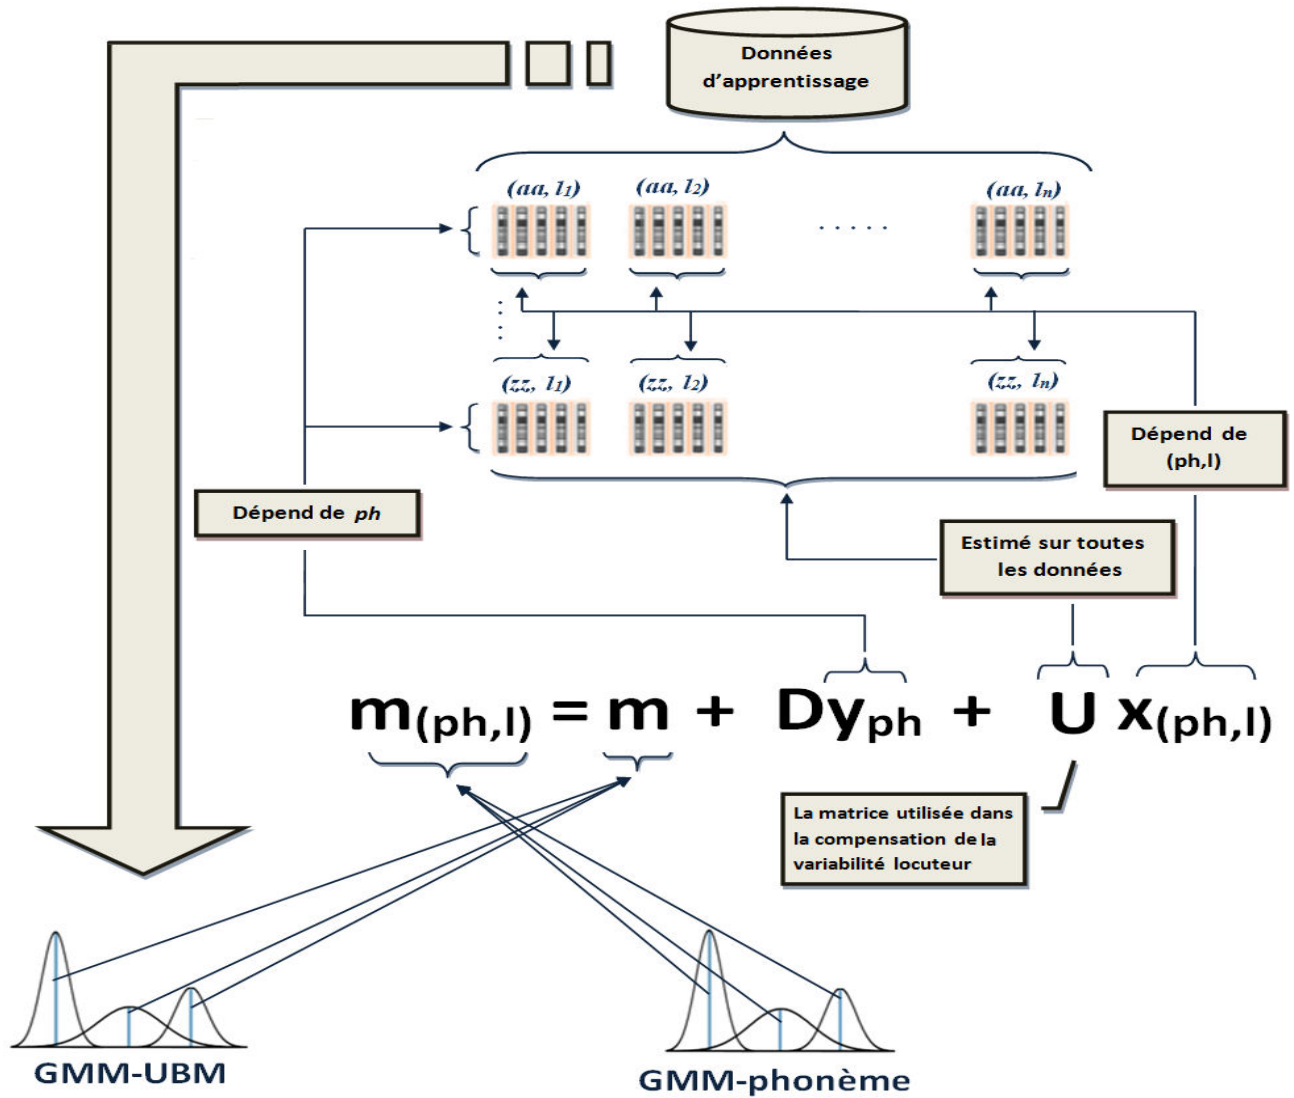 Données
d'apprentissage
(aa, l1) (aa, l2) (aa, ln)
(zz, l1) (zz, l2) (zz, ln)
Dépend de
(ph,l)
Dépend de ph
Estimé sur toutes
les données
m(ph,l) = m + Dyph + U x(ph,l)
La matrice utilisée dans
la compensation de la
variabilité locuteur
GMM-UBM
GMM-phonème